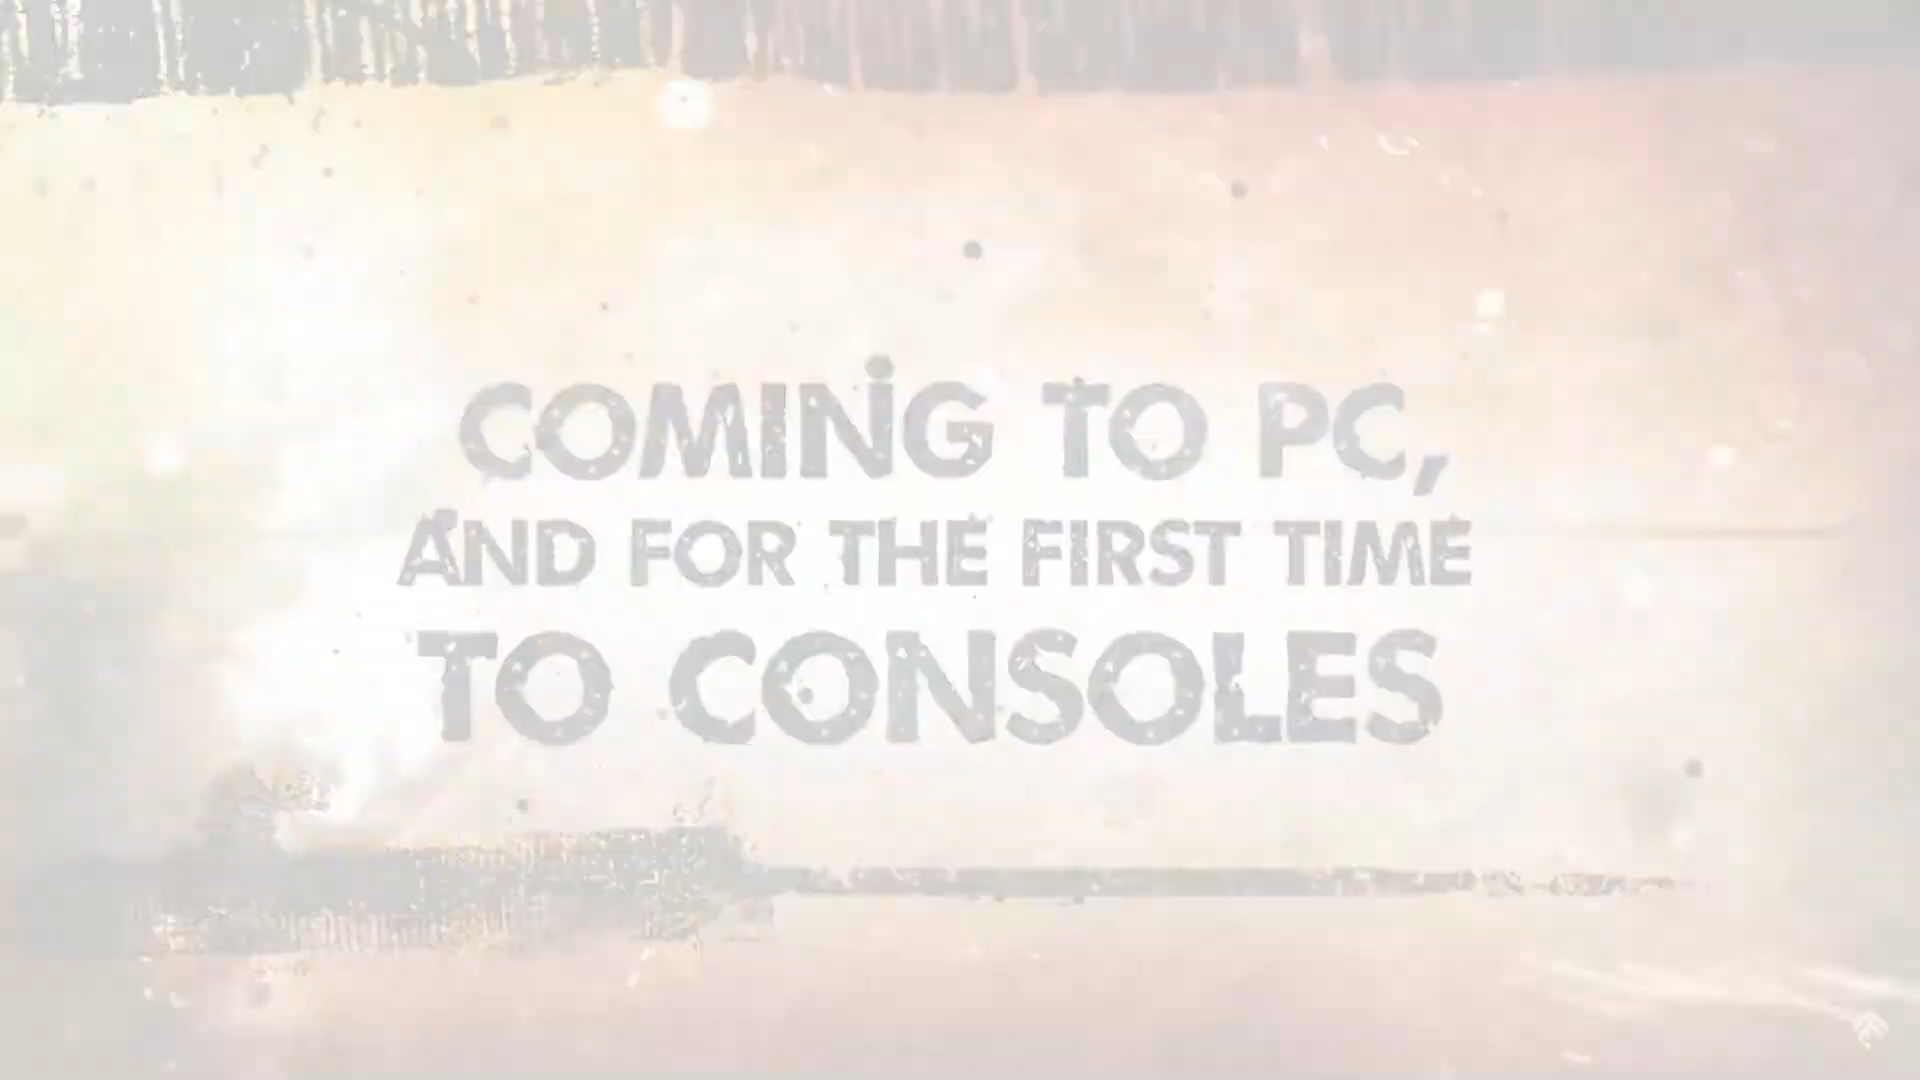 COMING TO PC,
AND FOR THE FIRST TIME
TO CONSOLES